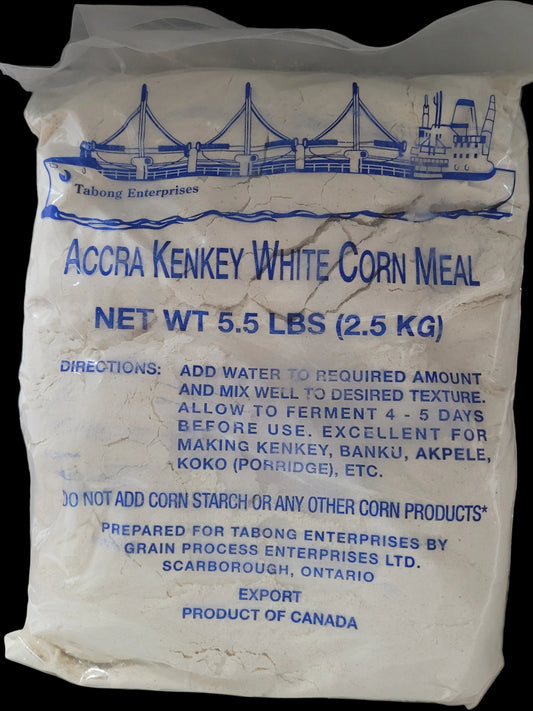 Tabong Enterprises
ACCRA KENKEY WHITE CORN MEAL
NET WT 5.5 LBS (2.5 KG)
DIRECTIONS: ADD WATER TO REQUIRED AMOUNT
AND MIX WELL TO DESIRED TEXTURE.
ALLOW TO FERMENT 4 - 5 DAYS
BEFORE USE. EXCELLENT FOR
MAKING KENKEY, BANKU, AKPELE,
KOKO (PORRIDGE), ETC.
DO NOT ADD CORN STARCH OR ANY OTHER CORN PRODUCTS*
PREPARED FOR TABONG ENTERPRISES BY
GRAIN PROCESS ENTERPRISES LTD.
SCARBOROUGH, ONTARIO
EXPORT
PRODUCT OF CANADA